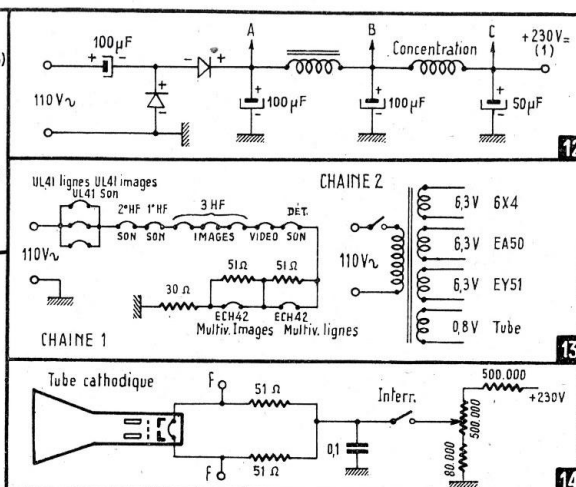 A
B
C
100µF
Concentration
+230V=
(1)
110V~
100µF
100µF
50µF
12
UL41 lignes UL41 images
UL41 Son
CHAINE 2
2°HF 1°HF
3 HF
DÉT.
SON SON IMAGES VIDEO SON
110V~
51Ω 51Ω
30 Ω
ECH42 ECH42
Multiv. Images Multiv. lignes
CHAINE 1
110V~
6,3V 6X4
6,3V EA50
6,3V EY51
0,8V Tube
13
Tube cathodique
F
51 Ω
Interr.
500.000
+230V
500.000
0,1
80.000
F
51 Ω
14